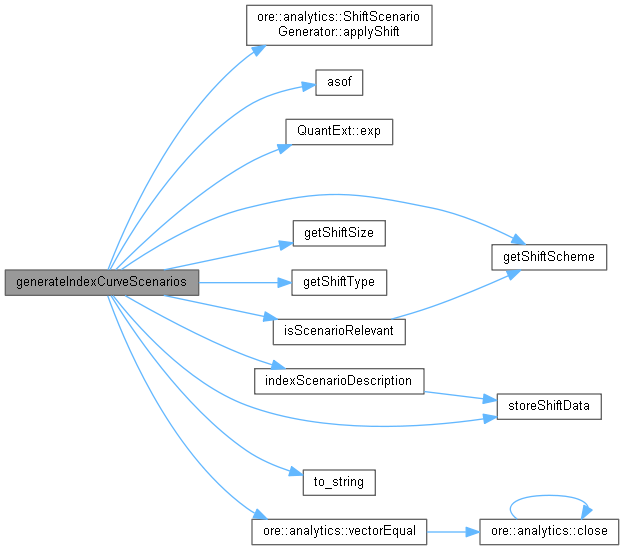 ore::analytics::ShiftScenario
Generator::applyShift
asof
QuantExt::exp
getShiftSize
getShiftScheme
generateIndexCurveScenarios
getShiftType
isScenarioRelevant
indexScenarioDescription
storeShiftData
to_string
ore::analytics::vectorEqual
ore::analytics::close